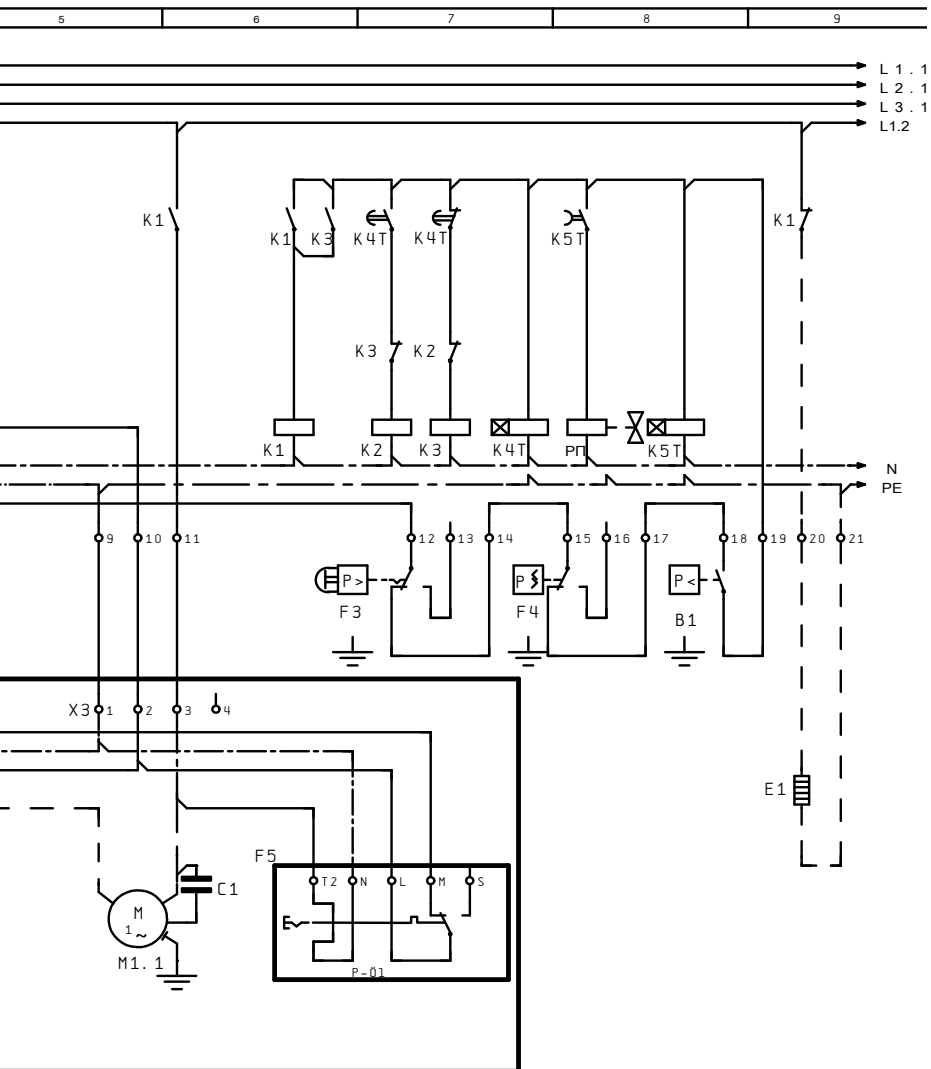 5 6 7 8 9
L1.1
L2.1
L3.1
L1.2
K1 K1 K3 K4T K4T K5T K1
K3 K2
K1 K2 K3 K4T РП K5T
N
PE
9 10 11 12 13 14 15 16 17 18 19 20 21
P> P P<
F3 F4 B1
X3 1 2 3 4
E1
F5
T2 N L M S
C1
M
1~
M1.1
P-Öl